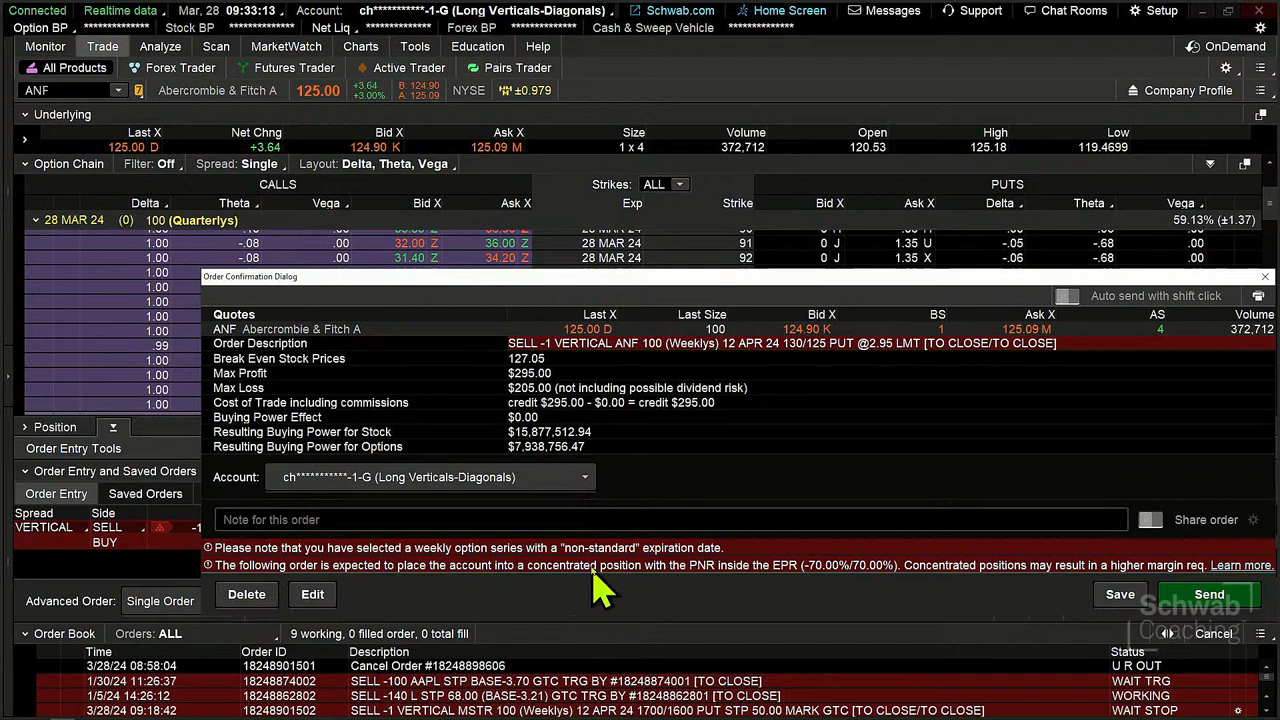 Connected Realtime data Mar, 28 09:33:13 Account: ch***********-1-G (Long Verticals-Diagonals) Schwab.com Home Screen Messages Support Chat Rooms Setup
Option BP Stock BP Net Liq Forex BP Cash & Sweep Vehicle
Monitor Trade Analyze Scan MarketWatch Charts Tools Education Help OnDemand
All Products Forex Trader Futures Trader Active Trader Pairs Trader
ANF Abercrombie & Fitch A 125.00 +3.64 +3.00% B: 124.90 A: 125.09 NYSE ±0.979 Company Profile
Underlying
Last X Net Chng Bid X Ask X Size Volume Open High Low
125.00 D +3.64 124.90 K 125.09 M 1 x 4 372,712 120.53 125.18 119.4699
Option Chain Filter: Off Spread: Single Layout: Delta, Theta, Vega
CALLS Strikes: ALL PUTS
Delta Theta Vega Bid X Ask X Exp Strike Bid X Ask X Delta Theta Vega
28 MAR 24 (0) 100 (Quarterlys) 59.13% (±1.37)
1.00 -.08 .00 32.00 Z 36.00 Z 28 MAR 24 91 0 J 1.35 U -.05 -.68 .00
1.00 -.08 .00 31.40 Z 34.20 Z 28 MAR 24 92 0 J 1.35 X -.05 -.68 .00
1.00
Order Confirmation Dialog
1.00
Auto send with shift click
1.00
Quotes Last X Last Size Bid X BS Ask X AS Volume
1.00
ANF Abercrombie & Fitch A 125.00 D 100 124.90 K 1 125.09 M 4 372,712
Order Description SELL -1 VERTICAL ANF 100 (Weeklys) 12 APR 24 130/125 PUT @2.95 LMT [TO CLOSE/TO CLOSE]
.99
Break Even Stock Prices 127.05
1.00
Max Profit $295.00
1.00
Max Loss $205.00 (not including possible dividend risk)
1.00
Cost of Trade including commissions credit $295.00 - $0.00 = credit $295.00
1.00
Buying Power Effect $0.00
Position
Resulting Buying Power for Stock $15,877,512.94
Resulting Buying Power for Options $7,938,756.47
Order Entry Tools
Order Entry and Saved Orders
Account: ch***********-1-G (Long Verticals-Diagonals)
Order Entry Saved Orders
Spread Side
Note for this order Share order
VERTICAL SELL -1
BUY
Please note that you have selected a weekly option series with a "non-standard" expiration date.
The following order is expected to place the account into a concentrated position with the PNR inside the EPR (-70.00%/70.00%). Concentrated positions may result in a higher margin req. Learn more.
Delete Edit Save Send
Advanced Order: Single Order
Schwab Coaching
Order Book Orders: ALL 9 working, 0 filled order, 0 total fill Cancel
Time Order ID Description Status
3/28/24 08:58:04 18248901501 Cancel Order #18248898606 U R OUT
1/30/24 11:26:37 18248874002 SELL -100 AAPL STP BASE-3.70 GTC TRG BY #18248874001 [TO CLOSE] WAIT TRG
1/5/24 14:26:12 18248862802 SELL -140 L STP 68.00 (BASE-3.21) GTC TRG BY #18248862801 [TO CLOSE] WORKING
3/28/24 09:18:42 18248901502 SELL -1 VERTICAL MSTR 100 (Weeklys) 12 APR 24 1700/1600 PUT STP 50.00 MARK GTC [TO CLOSE/TO CLOSE] WAIT STOP